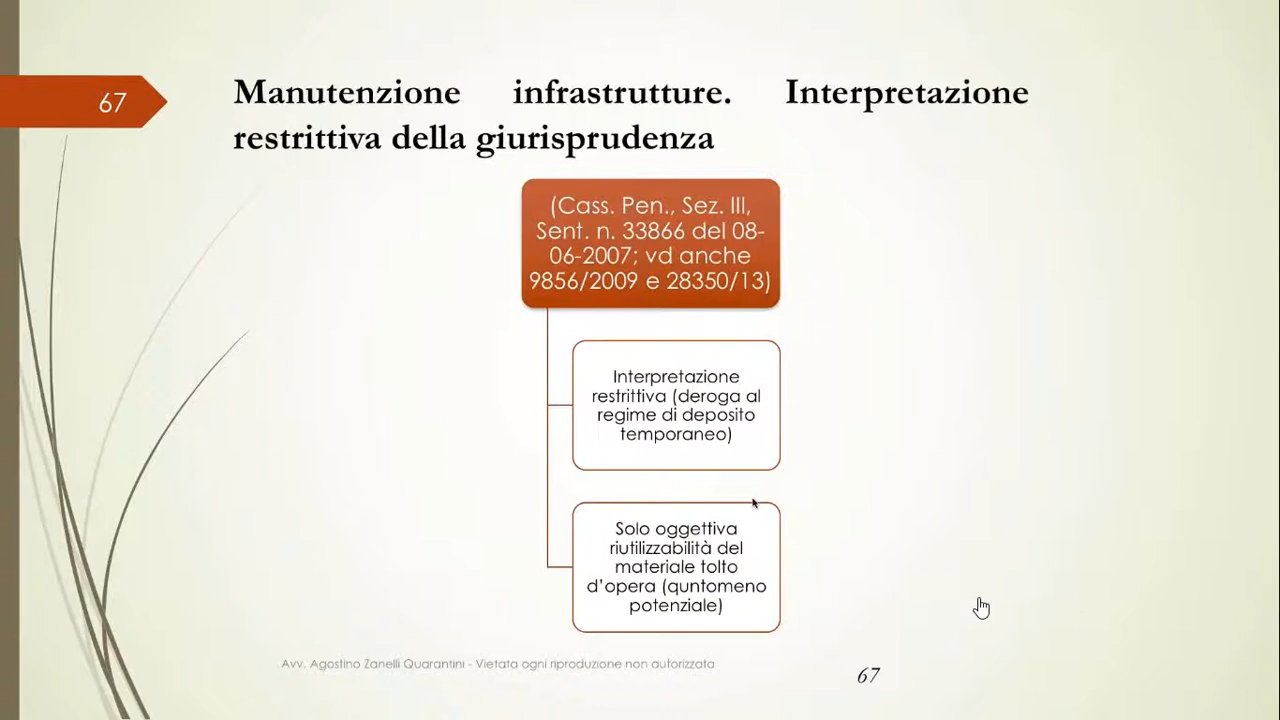 67
Manutenzione infrastrutture. Interpretazione
restrittiva della giurisprudenza
(Cass. Pen., Sez. III,
Sent. n. 33866 del 08-
06-2007; vd anche
9856/2009 e 28350/13)
Interpretazione
restrittiva (deroga al
regime di deposito
temporaneo)
Solo oggettiva
riutilizzabilità del
materiale tolto
d’opera (quntomeno
potenziale)
Avv. Agostino Zanelli Quarantini - Vietata ogni riproduzione non autorizzata
67